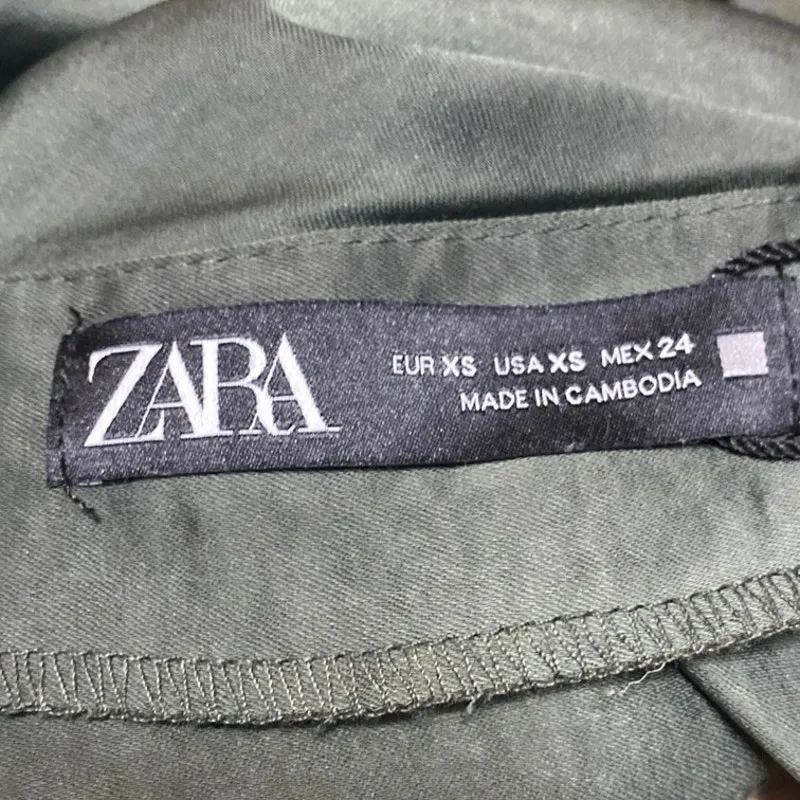 ZARA
EUR XS USA XS MEX 24
MADE IN CAMBODIA